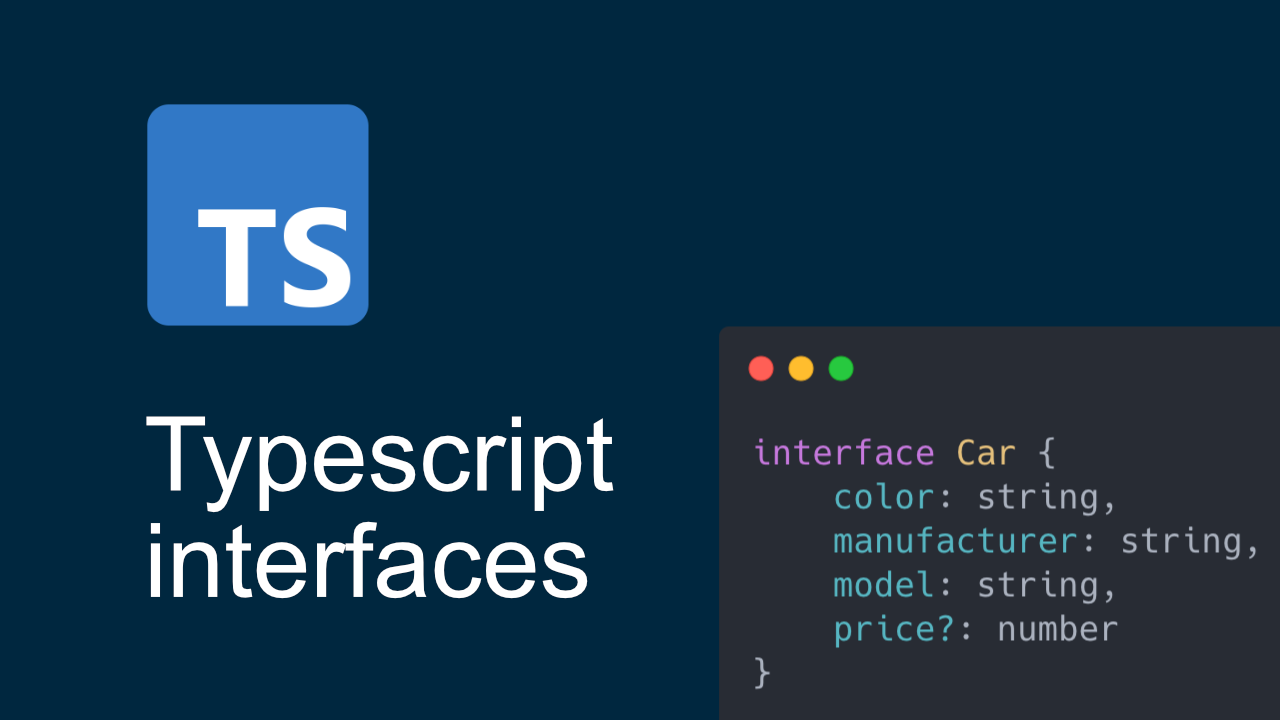 TS
Typescript
interfaces
interface Car {
    color: string,
    manufacturer: string,
    model: string,
    price?: number
}